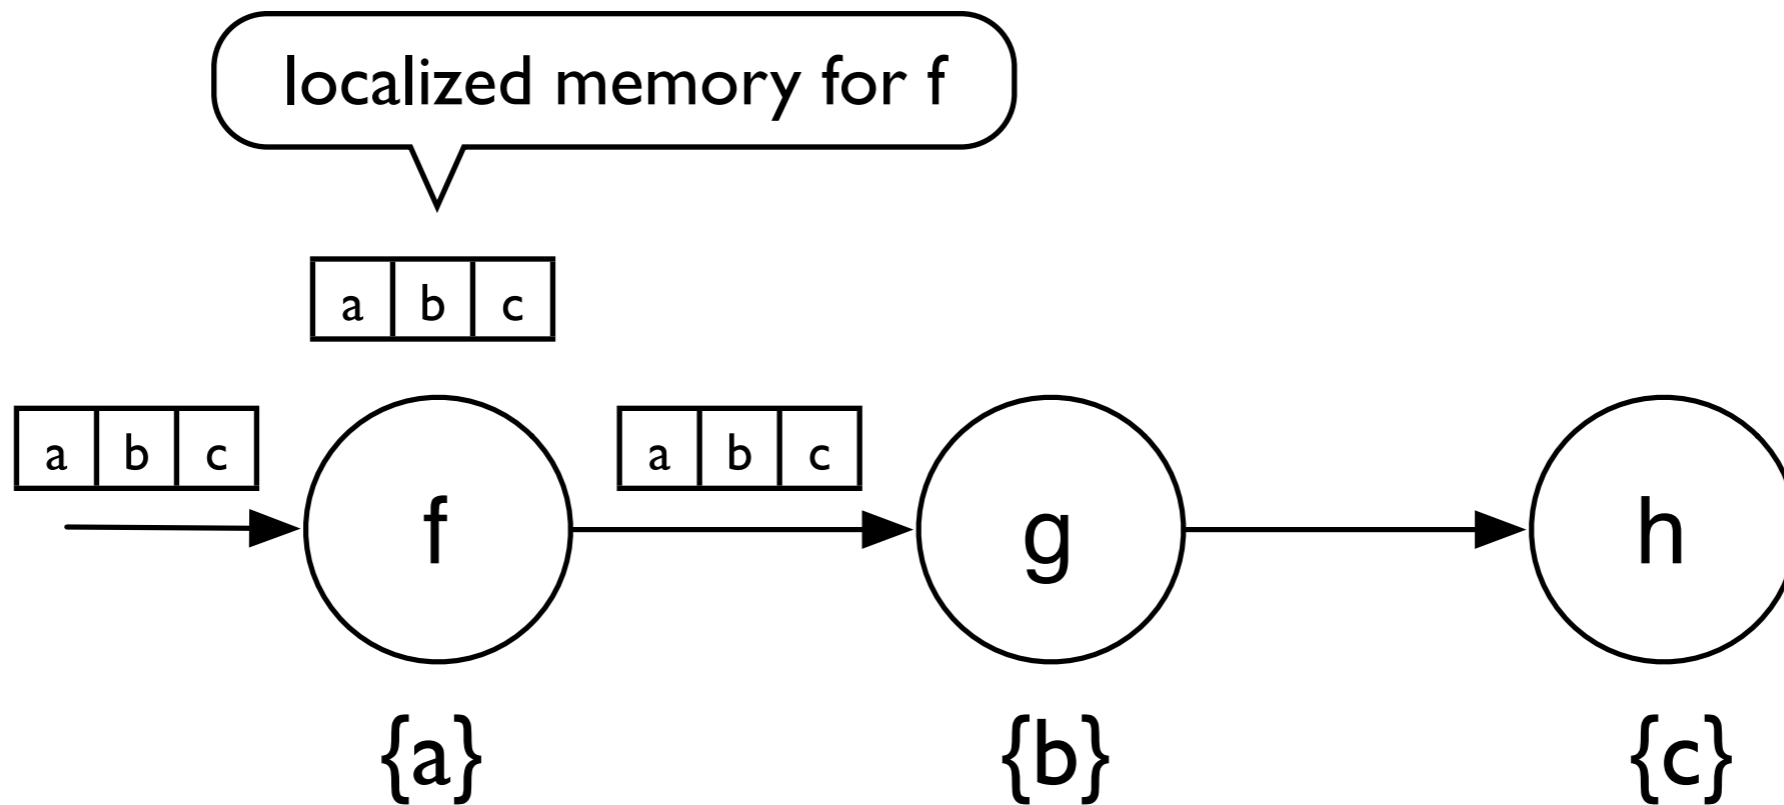 localized memory for f
a b c
a b c
a b c
f
g
h
{a}
{b}
{c}